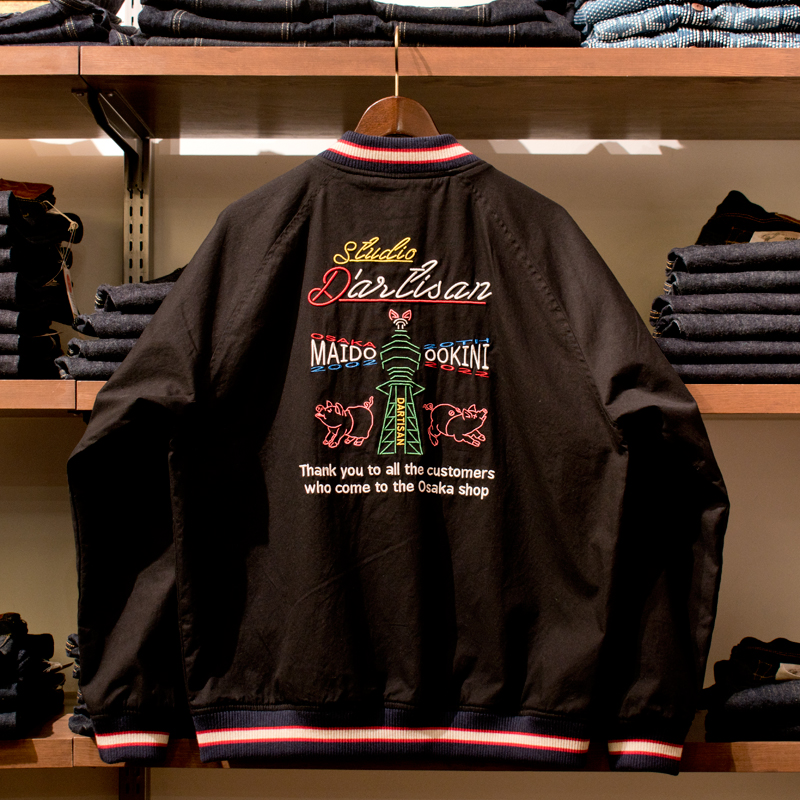 Studio
D'artisan
OSAKA 20TH
MAIDO OOKINI
2002 2022
DARTISAN
Thank you to all the customers
who come to the Osaka shop